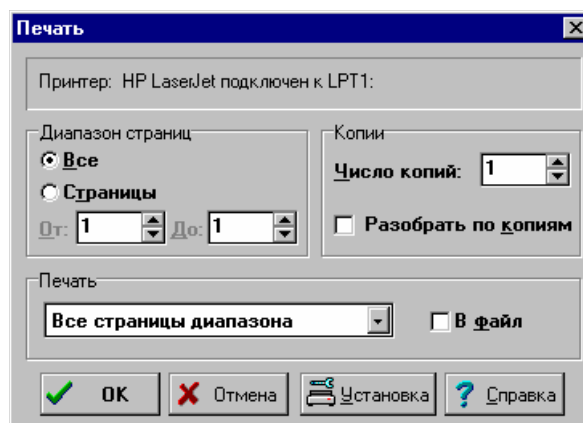 Печать
Принтер: HP LaserJet подключен к LPT1:
Диапазон страниц
Все
Страницы
От: 1 До: 1
Копии
Число копий: 1
Разобрать по копиям
Печать
Все страницы диапазона В файл
OK Отмена Установка Справка